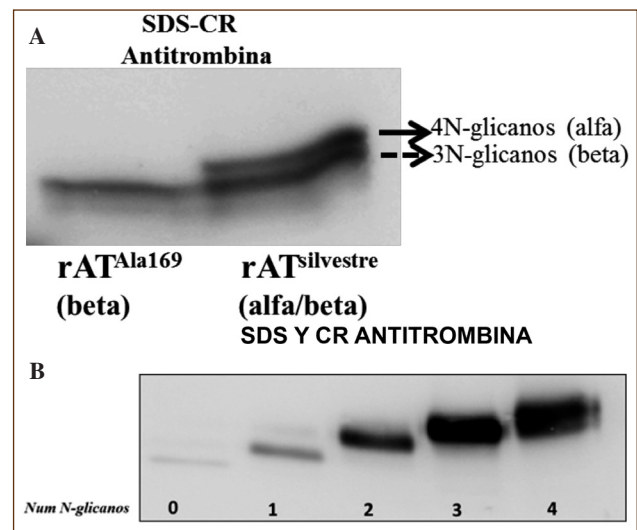 A
SDS-CR
Antitrombina
4N-glicanos (alfa)
3N-glicanos (beta)
rATAla169
(beta)
rATsilvestre
(alfa/beta)
SDS Y CR ANTITROMBINA
B
Num N-glicanos 0 1 2 3 4